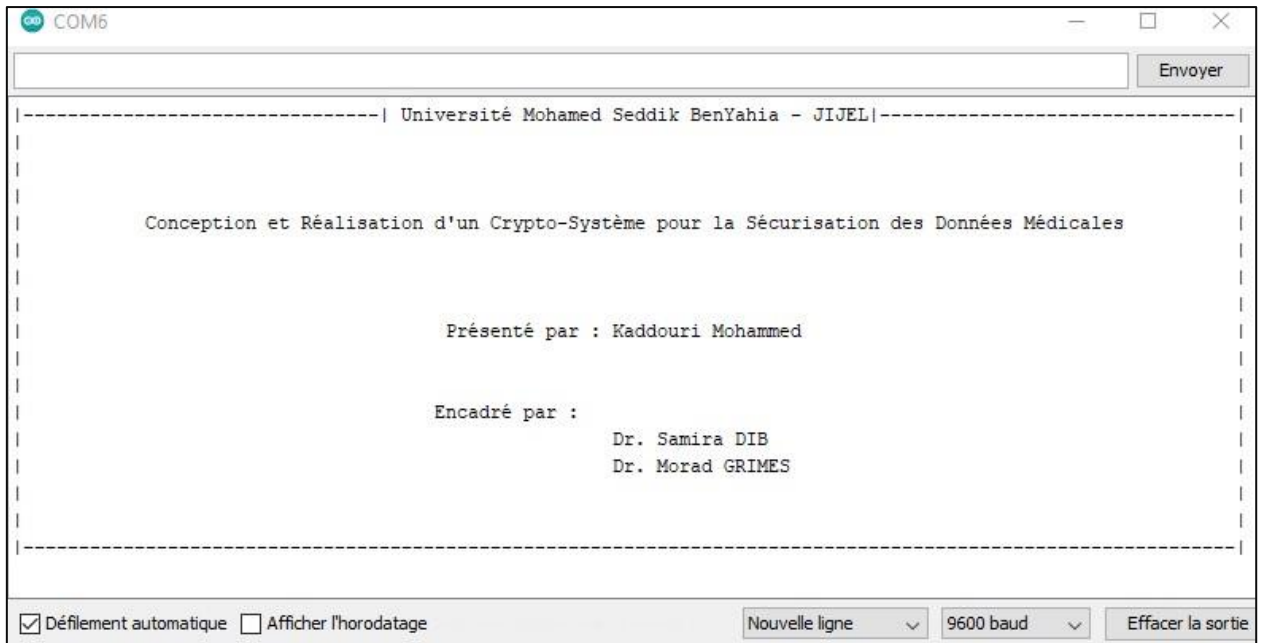 COM6
Envoyer
|--------------------------------| Université Mohamed Seddik BenYahia - JIJEL|--------------------------------|
Conception et Réalisation d'un Crypto-Système pour la Sécurisation des Données Médicales
Présenté par : Kaddouri Mohammed
Encadré par :
Dr. Samira DIB
Dr. Morad GRIMES
Défilement automatique Afficher l'horodatage Nouvelle ligne 9600 baud Effacer la sortie